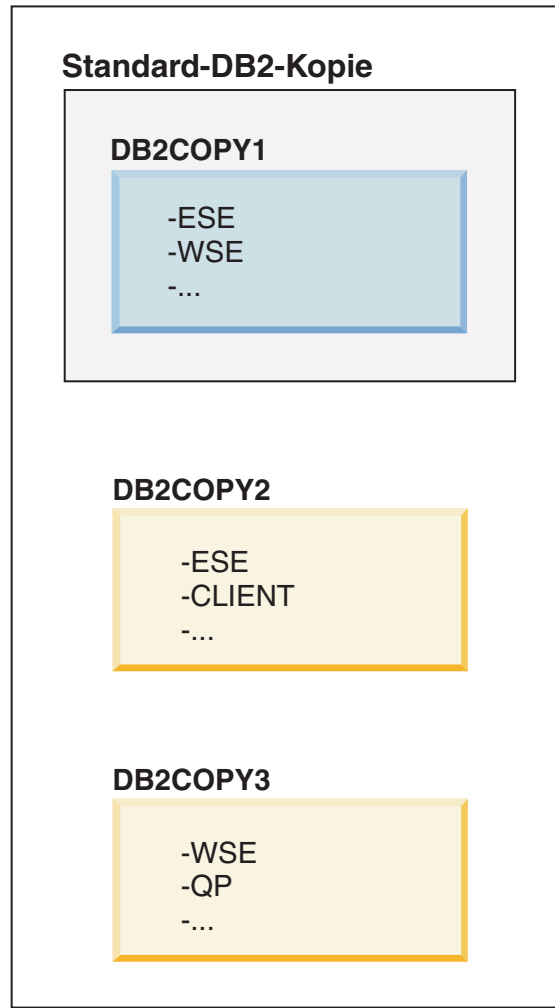 Standard-DB2-Kopie
DB2COPY1
-ESE
-WSE
-...
DB2COPY2
-ESE
-CLIENT
-...
DB2COPY3
-WSE
-QP
-...